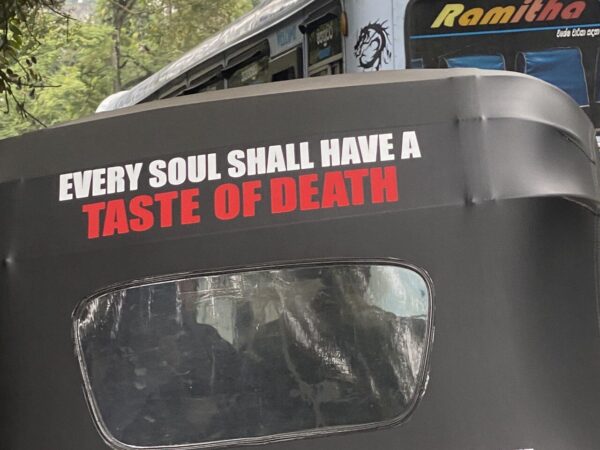 Ramitha
EVERY SOUL SHALL HAVE A
TASTE OF DEATH